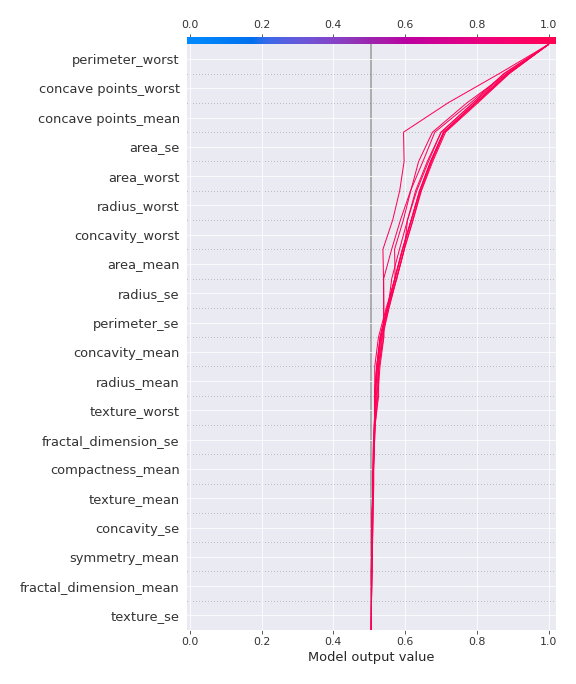 0.0 0.2 0.4 0.6 0.8 1.0
perimeter_worst
concave points_worst
concave points_mean
area_se
area_worst
radius_worst
concavity_worst
area_mean
radius_se
perimeter_se
concavity_mean
radius_mean
texture_worst
fractal_dimension_se
compactness_mean
texture_mean
concavity_se
symmetry_mean
fractal_dimension_mean
texture_se
0.0 0.2 0.4 0.6 0.8 1.0
Model output value